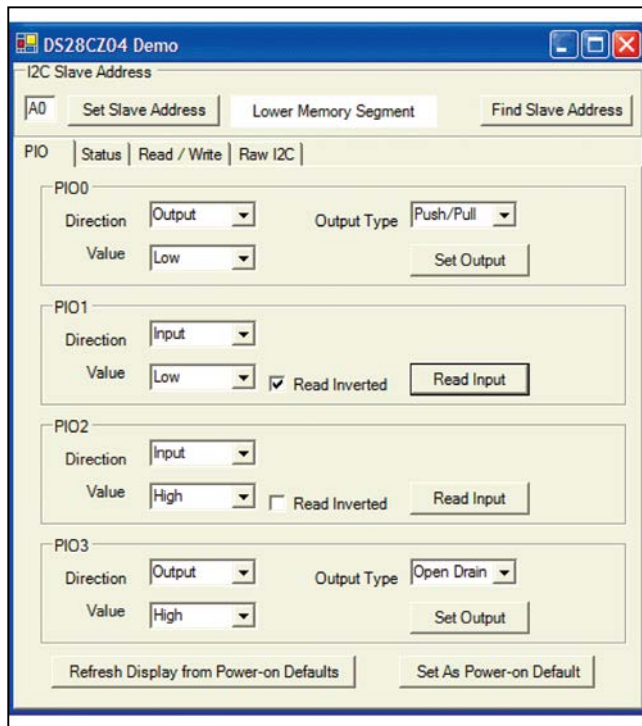 DS28CZ04 Demo
I2C Slave Address
A0 Set Slave Address Lower Memory Segment Find Slave Address
PIO Status Read / Write Raw I2C
PIO0
Direction Output Output Type Push/Pull
Value Low Set Output
PIO1
Direction Input
Value Low Read Inverted Read Input
PIO2
Direction Input
Value High Read Inverted Read Input
PIO3
Direction Output Output Type Open Drain
Value High Set Output
Refresh Display from Power-on Defaults Set As Power-on Default